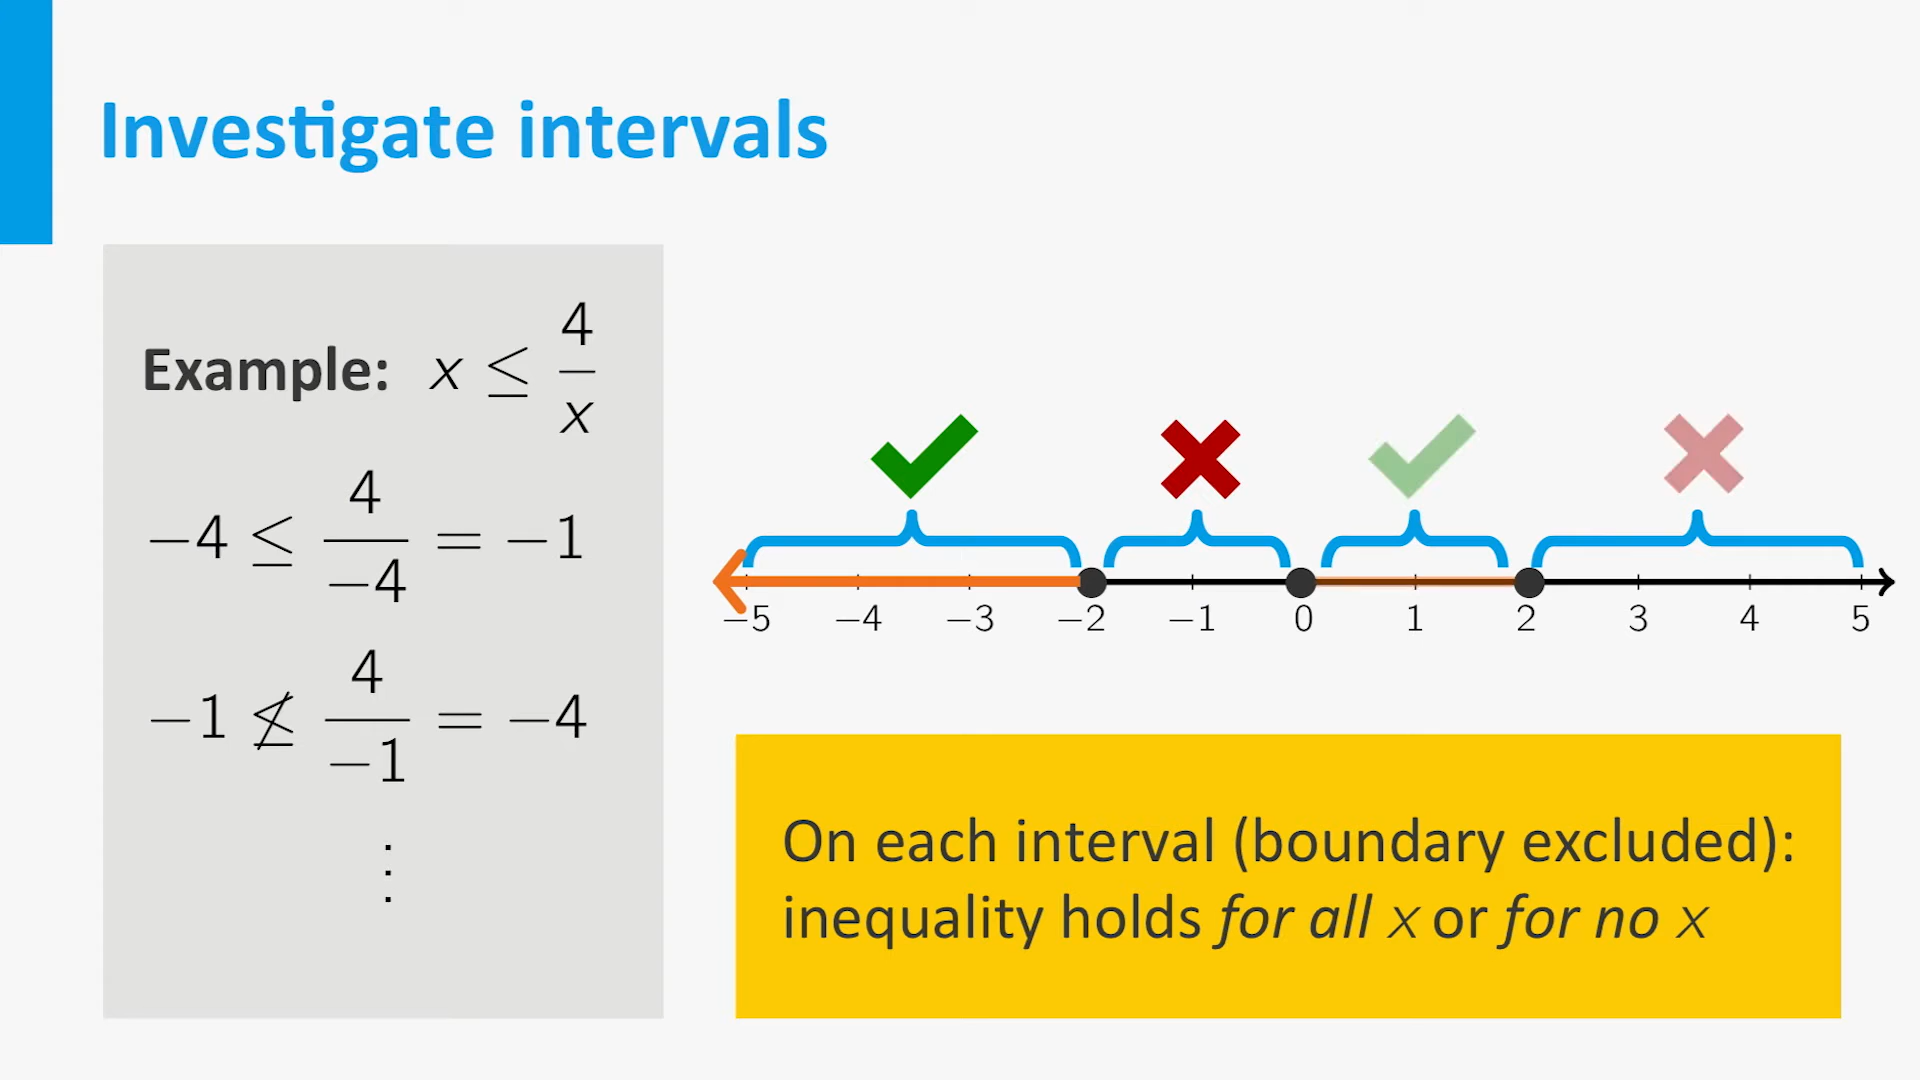 Investigate intervals
Example: x ≤ 4/x
−4 ≤ 4/−4 = −1
−1 ≰ 4/−1 = −4
⋮
−5 −4 −3 −2 −1 0 1 2 3 4 5
On each interval (boundary excluded):
inequality holds for all x or for no x